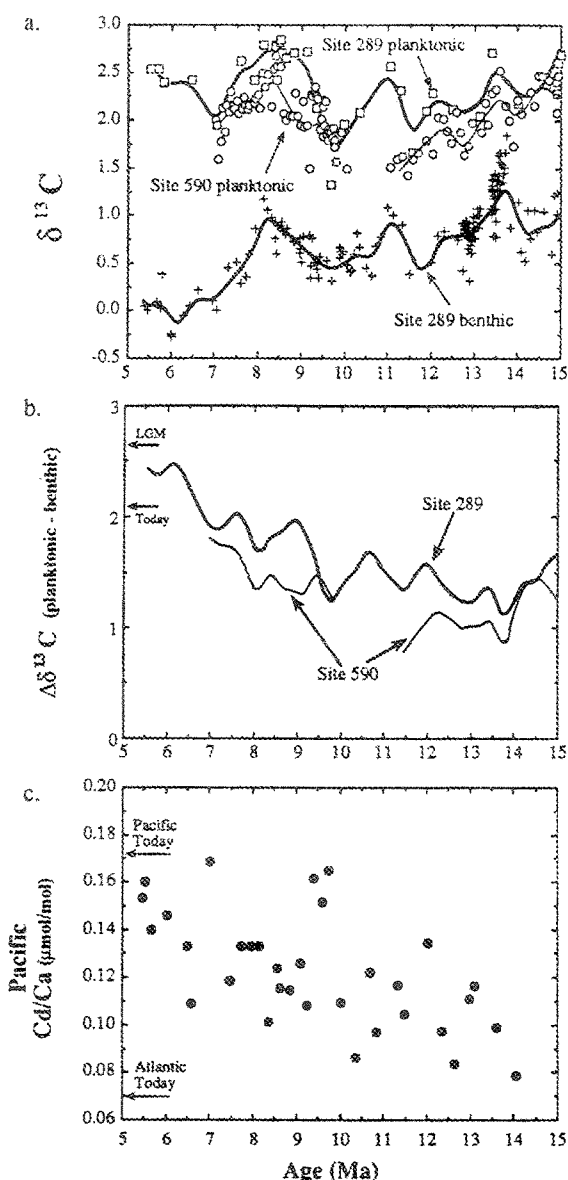 a.
δ 13 C
3.0
2.5
2.0
1.5
1.0
0.5
0.0
-0.5
Site 289 planktonic
Site 590 planktonic
Site 289 benthic
5 6 7 8 9 10 11 12 13 14 15
b.
Δδ13C (planktonic - benthic)
3
2
1
0
LGM
Today
Site 289
Site 590
5 6 7 8 9 10 11 12 13 14 15
c.
Pacific
Cd/Ca (μmol/mol)
0.20
0.18
0.16
0.14
0.12
0.10
0.08
0.06
Pacific
Today
Atlantic
Today
5 6 7 8 9 10 11 12 13 14 15
Age (Ma)